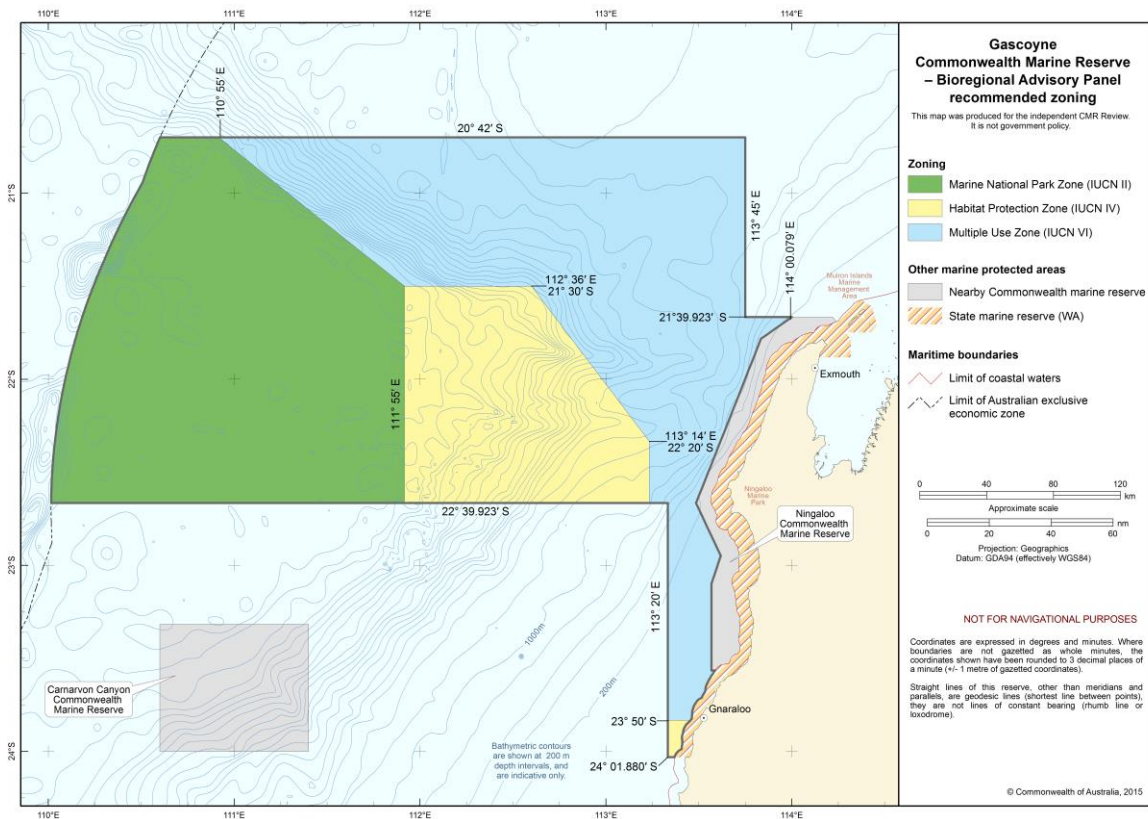 110°E
111°E
112°E
113°E
114°E
110° 55' E
20° 42' S
21°S
113° 45' E
114° 00.079' E
Muiron Islands
Marine
Management
Area
112° 36' E
21° 30' S
21°39.923' S
Exmouth
22°S
111° 55' E
113° 14' E
22° 20' S
Ningaloo
Marine
Park
22° 39.923' S
Ningaloo
Commonwealth
Marine Reserve
23°S
113° 20' E
1000m
200m
Carnarvon Canyon
Commonwealth
Marine Reserve
23° 50' S
Gnaraloo
24°S
Bathymetric contours
are shown at 200 m
depth intervals, and
are indicative only.
24° 01.880' S
110°E
111°E
112°E
113°E
114°E
Gascoyne
Commonwealth Marine Reserve
– Bioregional Advisory Panel
recommended zoning
This map was produced for the independent CMR Review.
It is not government policy.
Zoning
Marine National Park Zone (IUCN II)
Habitat Protection Zone (IUCN IV)
Multiple Use Zone (IUCN VI)
Other marine protected areas
Nearby Commonwealth marine reserve
State marine reserve (WA)
Maritime boundaries
Limit of coastal waters
Limit of Australian exclusive
economic zone
0 40 80 120
km
Approximate scale
nm
0 20 40 60
Projection: Geographics
Datum: GDA94 (effectively WGS84)
NOT FOR NAVIGATIONAL PURPOSES
Coordinates are expressed in degrees and minutes. Where
boundaries are not gazetted as whole minutes, the
coordinates shown have been rounded to 3 decimal places of
a minute (+/- 1 metre of gazetted coordinates).
Straight lines of this reserve, other than meridians and
parallels, are geodesic lines (shortest line between points),
they are not lines of constant bearing (rhumb line or
loxodrome).
© Commonwealth of Australia, 2015